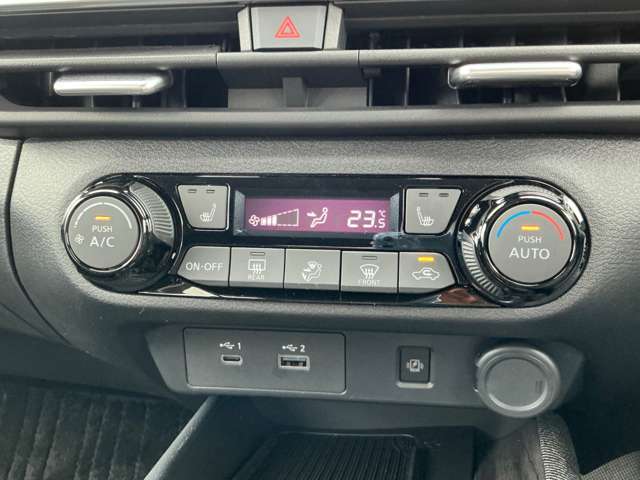 23.5°C
PUSH
A/C
PUSH
AUTO
ON·OFF
REAR
FRONT
1
2